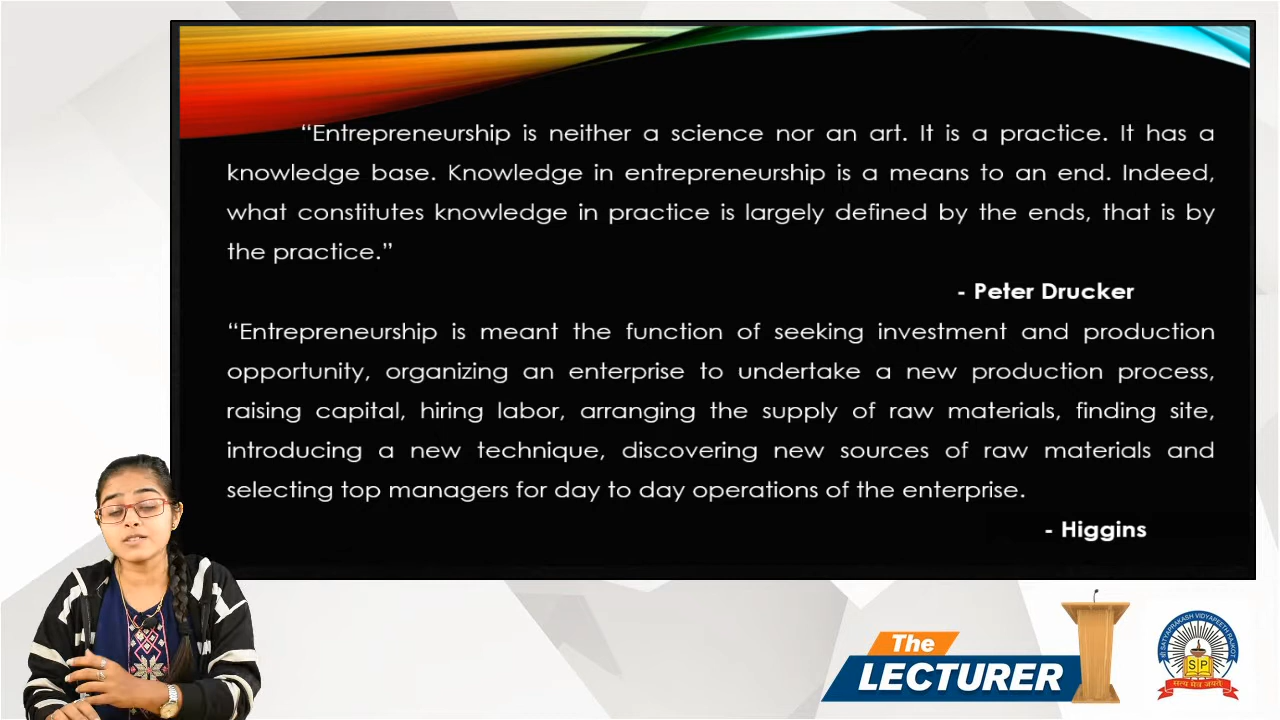 “Entrepreneurship is neither a science nor an art. It is a practice. It has a
knowledge base. Knowledge in entrepreneurship is a means to an end. Indeed,
what constitutes knowledge in practice is largely defined by the ends, that is by
the practice.”
- Peter Drucker
“Entrepreneurship is meant the function of seeking investment and production
opportunity, organizing an enterprise to undertake a new production process,
raising capital, hiring labor, arranging the supply of raw materials, finding site,
introducing a new technique, discovering new sources of raw materials and
selecting top managers for day to day operations of the enterprise.
- Higgins
The
LECTURER
SATYAPRAKASH VIDYAPEETH RAJKOT
S P
सत्य मेव जयते